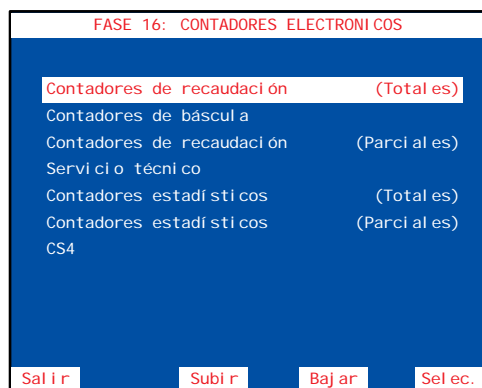 FASE 16: CONTADORES ELECTRONICOS
Contadores de recaudación (Totales)
Contadores de báscula
Contadores de recaudación (Parciales)
Servicio técnico
Contadores estadísticos (Totales)
Contadores estadísticos (Parciales)
CS4
Salir Subir Bajar Selec.